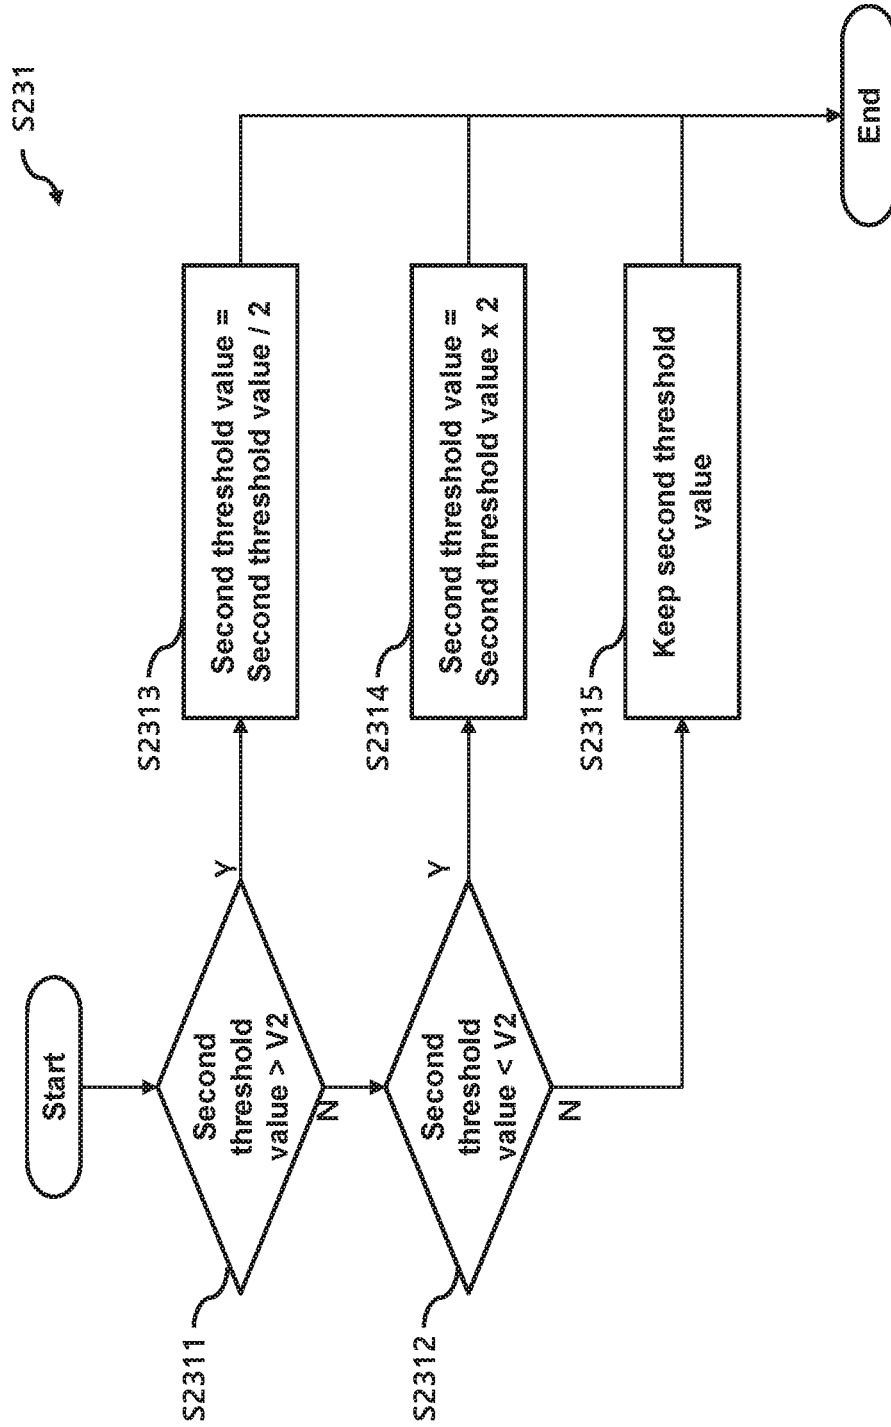 S231
Start
S2311
Second
threshold
value > V2
Y
N
S2313
Second threshold value =
Second threshold value / 2
S2312
Second
threshold
value < V2
Y
N
S2314
Second threshold value =
Second threshold value x 2
S2315
Keep second threshold
value
End